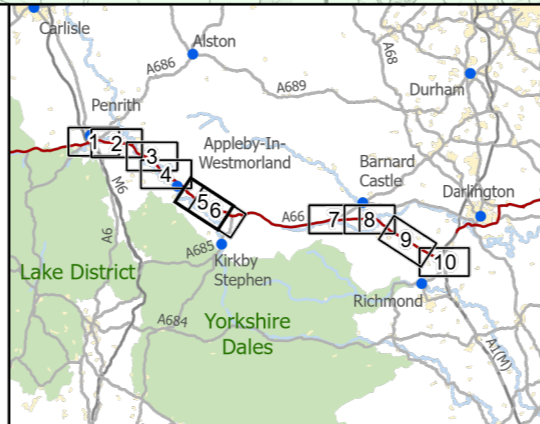 Carlisle
Alston
A686
A689
A68
Durham
Penrith
1
2
3
4
5
6
Appleby-In-
Westmorland
M6
A6
A66
Barnard
Castle
Darlington
7
8
9
10
A685
Kirkby
Stephen
Lake District
Richmond
A684
Yorkshire
Dales
A1(M)